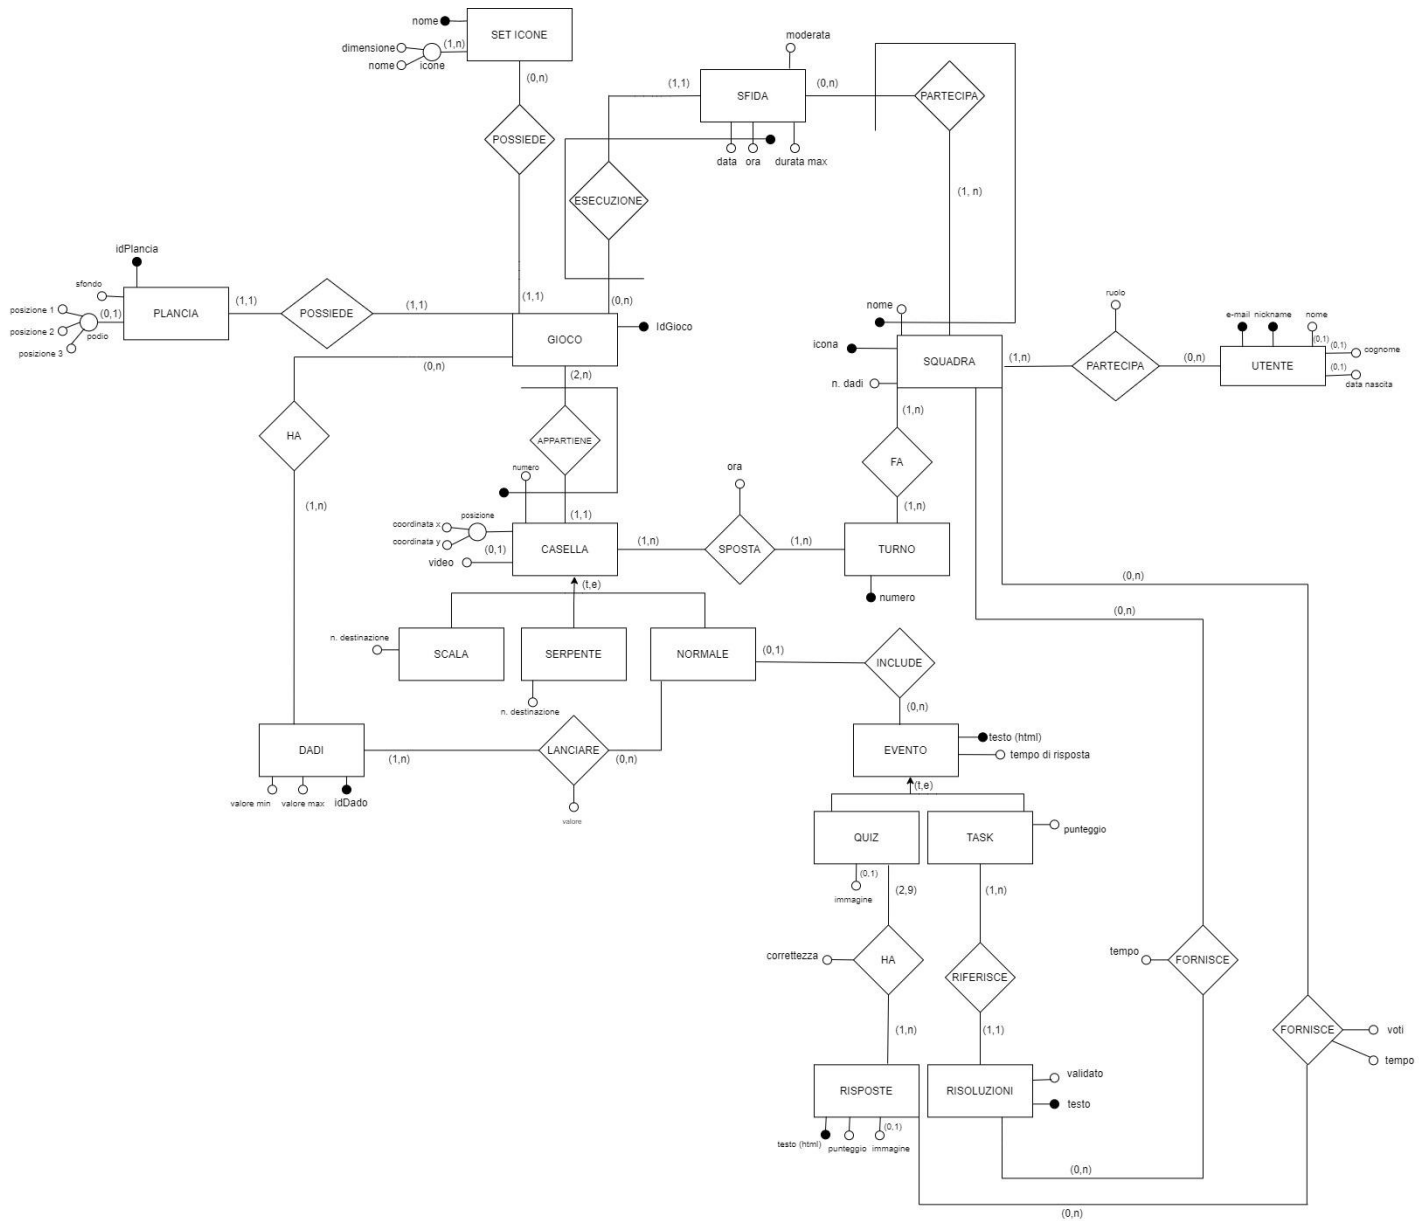 nome
SET ICONE
dimensione
(1,n)
nome
icone
(0,n)
POSSIEDE
moderata
(1,1)
SFIDA
(0,n)
PARTECIPA
data
ora
durata max
ESECUZIONE
(1, n)
idPlancia
sfondo
posizione 1
(0,1)
PLANCIA
(1,1)
POSSIEDE
(1,1)
(1,1)
(0,n)
posizione 2
podio
posizione 3
GIOCO
IdGioco
(0,n)
(2,n)
nome
icona
SQUADRA
n. dadi
(1,n)
ruolo
PARTECIPA
(0,n)
e-mail
nickname
nome
(0,1)
(0,1)
cognome
UTENTE
(0,1)
data nascita
HA
(1,n)
APPARTIENE
(1,n)
FA
(1,n)
numero
ora
coordinata x
posizione
(1,1)
coordinata y
(0,1)
CASELLA
(1,n)
SPOSTA
(1,n)
TURNO
video
(t,e)
numero
(0,n)
(0,n)
n. destinazione
SCALA
SERPENTE
NORMALE
(0,1)
INCLUDE
n. destinazione
(0,n)
DADI
(1,n)
LANCIARE
(0,n)
EVENTO
testo (html)
tempo di risposta
valore min
valore max
idDado
valore
(t,e)
QUIZ
TASK
punteggio
(0,1)
immagine
(2,9)
(1,n)
correttezza
HA
RIFERISCE
tempo
FORNISCE
(1,n)
(1,1)
FORNISCE
voti
tempo
RISPOSTE
RISOLUZIONI
validato
testo
(0,1)
testo (html)
punteggio
immagine
(0,n)
(0,n)